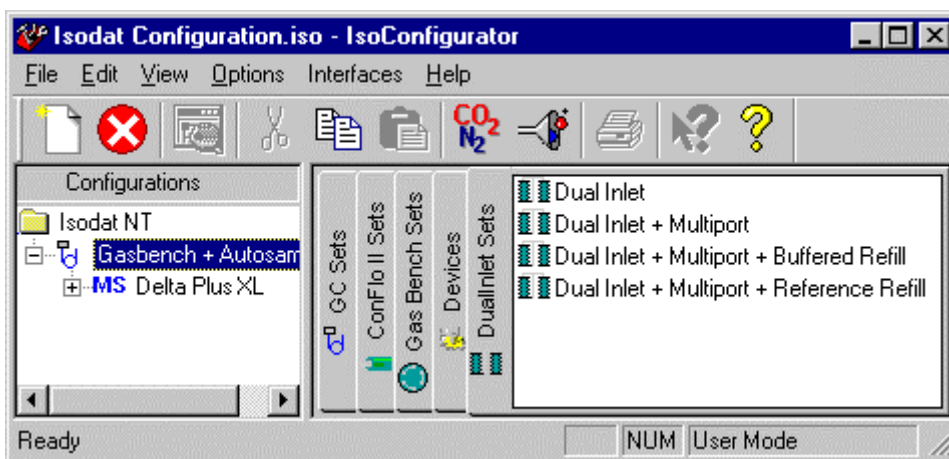 Isodat Configuration.iso - IsoConfigurator
File Edit View Options Interfaces Help
CO2
N2
Configurations
Isodat NT
Gasbench + Autosam
MS Delta Plus XL
GC Sets
ConFlo II Sets
Gas Bench Sets
Devices
DualInlet Sets
Dual Inlet
Dual Inlet + Multiport
Dual Inlet + Multiport + Buffered Refill
Dual Inlet + Multiport + Reference Refill
Ready
NUM
User Mode